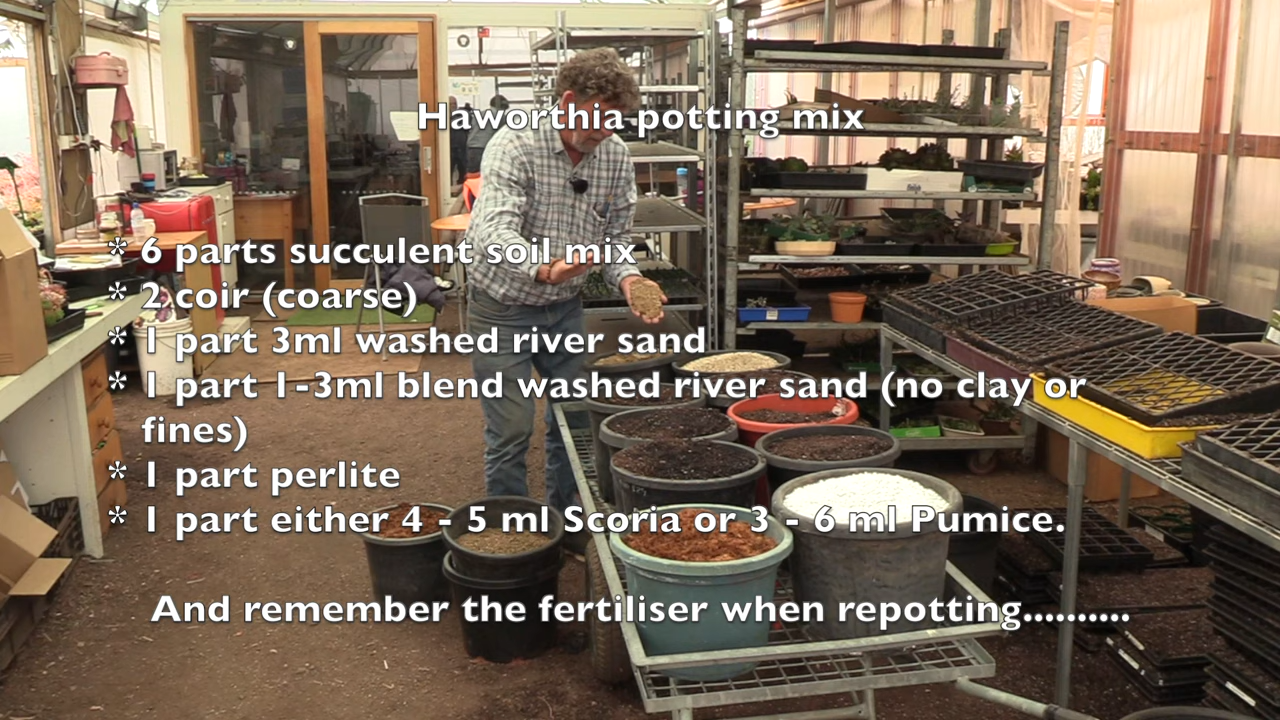 Haworthia potting mix
* 6 parts succulent soil mix
* 2 coir (coarse)
* 1 part 3ml washed river sand
* 1 part 1-3ml blend washed river sand (no clay or
fines)
* 1 part perlite
* 1 part either 4 - 5 ml Scoria or 3 - 6 ml Pumice.
And remember the fertiliser when repotting..........